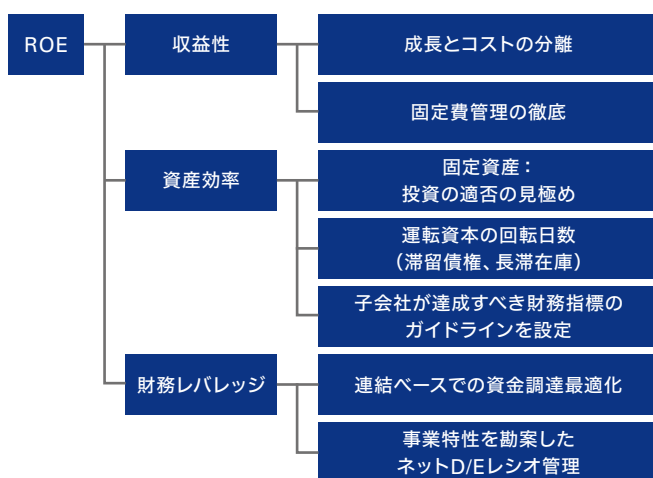 ROE
収益性
成長とコストの分離
固定費管理の徹底
資産効率
固定資産：
投資の適否の見極め
運転資本の回転日数
（滞留債権、長滞在庫）
子会社が達成すべき財務指標の
ガイドラインを設定
財務レバレッジ
連結ベースでの資金調達最適化
事業特性を勘案した
ネットD/Eレシオ管理